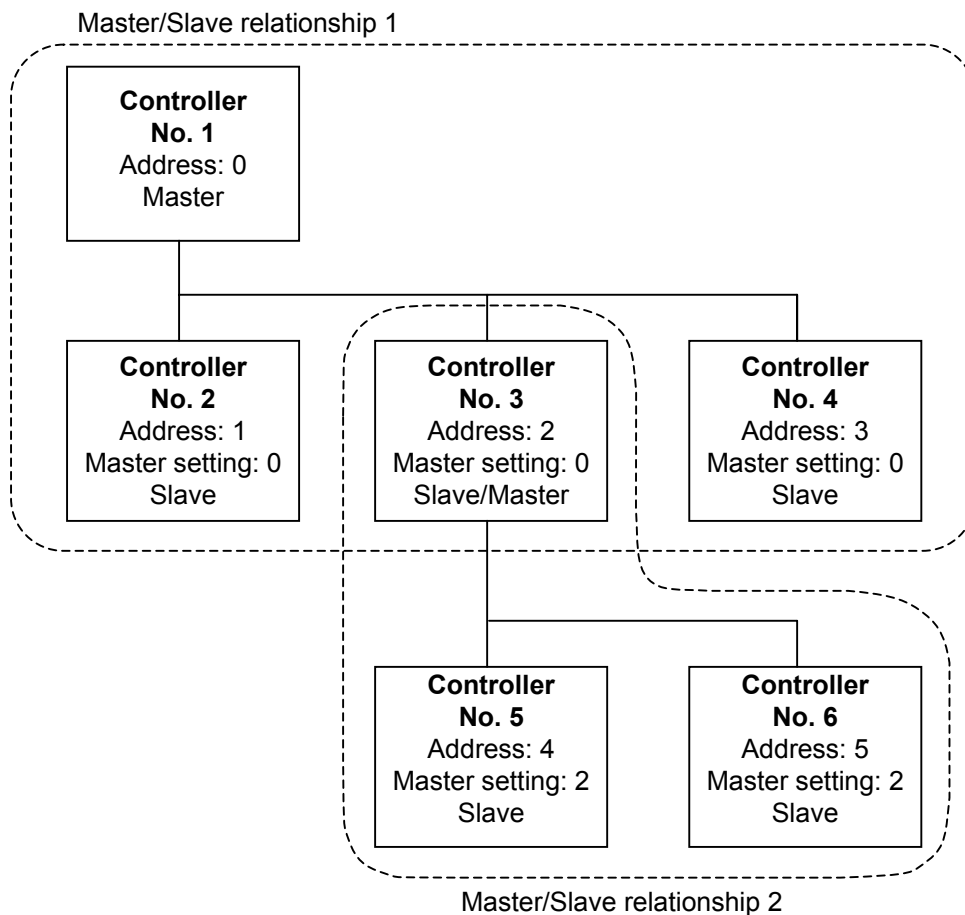 Master/Slave relationship 1
Controller
No. 1
Address: 0
Master
Controller
No. 2
Address: 1
Master setting: 0
Slave
Controller
No. 3
Address: 2
Master setting: 0
Slave/Master
Controller
No. 4
Address: 3
Master setting: 0
Slave
Controller
No. 5
Address: 4
Master setting: 2
Slave
Controller
No. 6
Address: 5
Master setting: 2
Slave
Master/Slave relationship 2